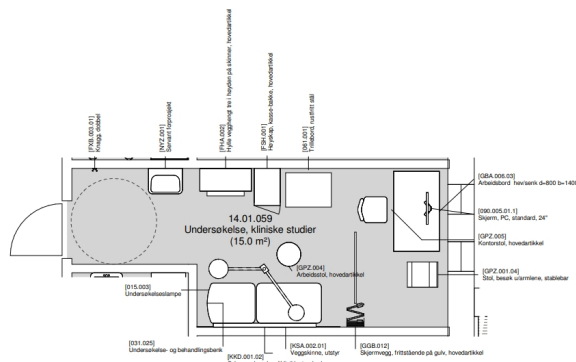 [FXB.003.01]
Knagg, dobbel
[NYZ.001]
Servant forprosjekt
[FHA.002]
Hylle vegghengt tre i høyden på skinner, hovedartikkel
[FSH.001]
Høyskap, kasse-bakke, hovedartikkel
[061.001]
Trillebord, rustfritt stål
[GBA.006.03]
Arbeidsbord hev/senk d=800 b=140
[090.005.01.1]
Skjerm, PC, standard, 24"
[GPZ.005]
Kontorstol, hovedartikkel
[GPZ.001.04]
Stol, besøk u/armlene, stablebar
14.01.059
Undersøkelse, kliniske studier
(15.0 m²)
[GPZ.004]
Arbeidsstol, hovedartikkel
[015.003]
Undersøkelseslampe
[031.025]
Undersøkelse- og behandlingsbenk
[KKD.001.02]
[KSA.002.01]
Veggskinne, utstyr
[GGB.012]
Skjermvegg, frittstående på gulv, hovedartikkel